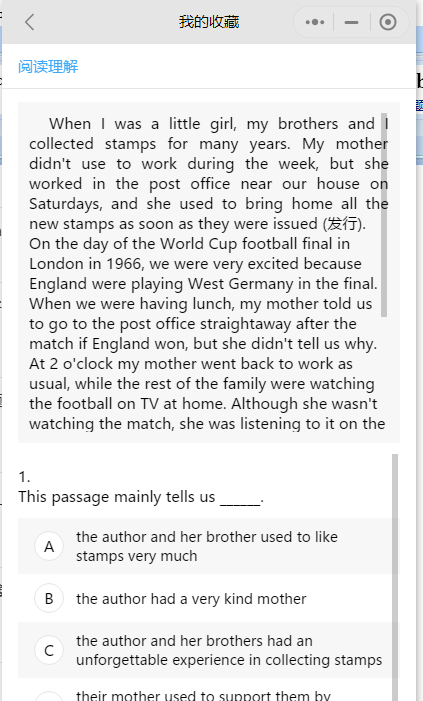 我的收藏
阅读理解
When I was a little girl, my brothers and I
collected stamps for many years. My mother
didn't use to work during the week, but she
worked in the post office near our house on
Saturdays, and she used to bring home all the
new stamps as soon as they were issued (发行).
On the day of the World Cup football final in
London in 1966, we were very excited because
England were playing West Germany in the final.
When we were having lunch, my mother told us
to go to the post office straightaway after the
match if England won, but she didn't tell us why.
At 2 o'clock my mother went back to work as
usual, while the rest of the family were watching
the football on TV at home. Although she wasn't
watching the match, she was listening to it on the
1.
This passage mainly tells us ______.
A the author and her brother used to like
stamps very much
B the author had a very kind mother
C the author and her brothers had an
unforgettable experience in collecting stamps
their mother used to support them by